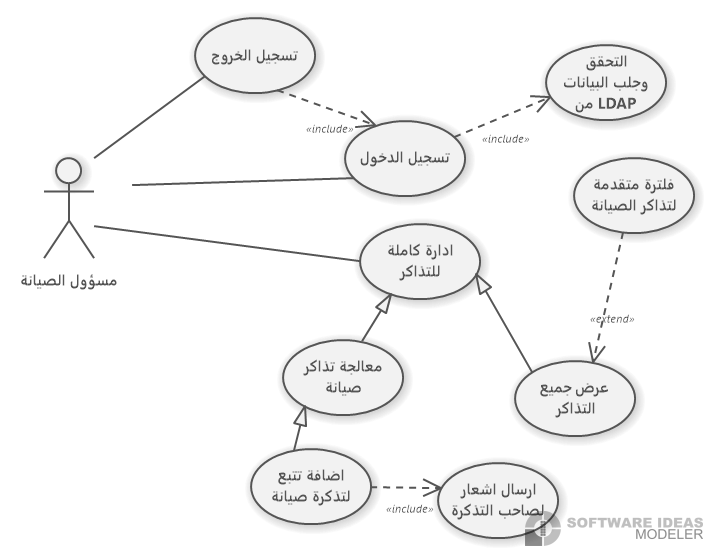 تسجيل الخروج
التحقق
وجلب البيانات
من LDAP
«include»
«include»
تسجيل الدخول
فلترة متقدمة
لتذاكر الصيانة
ادارة كاملة
للتذاكر
مسؤول الصيانة
«extend»
معالجة تذاكر
صيانة
عرض جميع
التذاكر
اضافة تتبع
لتذكرة صيانة
«include»
ارسال اشعار
لصاحب التذكرة
SOFTWARE IDEAS
MODELER